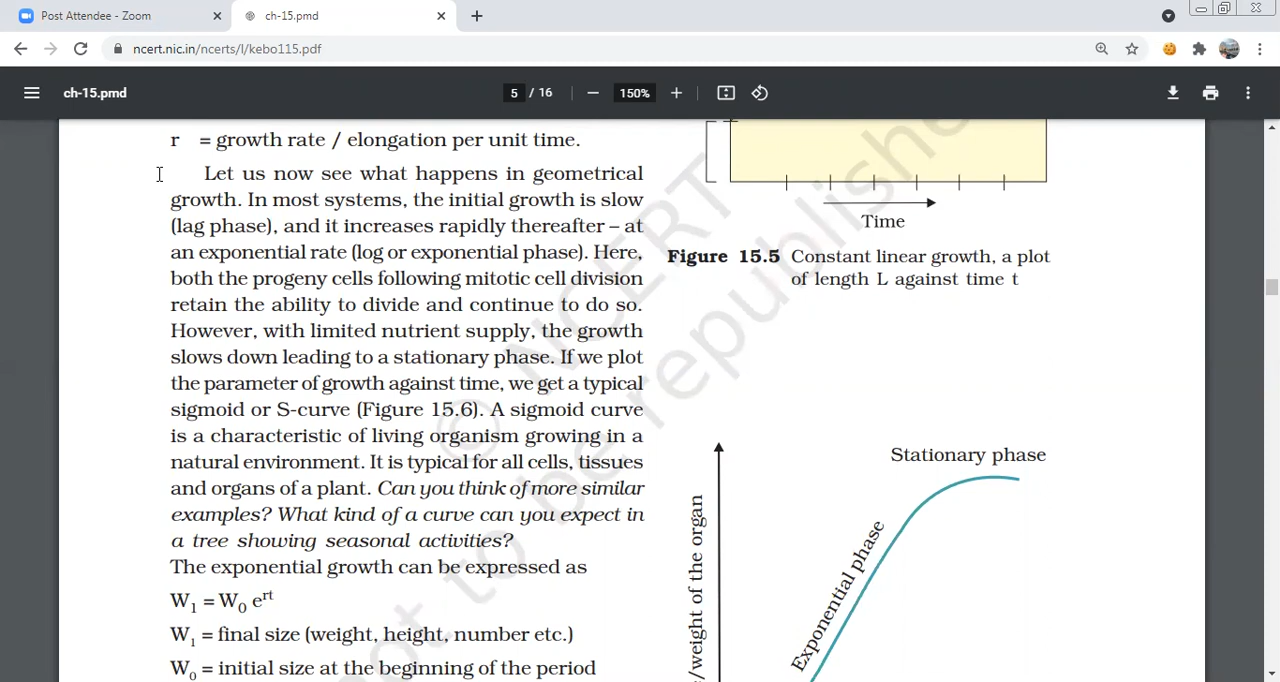 Post Attendee - Zoom
ch-15.pmd
ncert.nic.in/ncerts/l/kebo115.pdf
ch-15.pmd
5 / 16
150%
r = growth rate / elongation per unit time.
Let us now see what happens in geometrical
growth. In most systems, the initial growth is slow
(lag phase), and it increases rapidly thereafter – at
an exponential rate (log or exponential phase). Here,
both the progeny cells following mitotic cell division
retain the ability to divide and continue to do so.
However, with limited nutrient supply, the growth
slows down leading to a stationary phase. If we plot
the parameter of growth against time, we get a typical
sigmoid or S-curve (Figure 15.6). A sigmoid curve
is a characteristic of living organism growing in a
natural environment. It is typical for all cells, tissues
and organs of a plant. Can you think of more similar
examples? What kind of a curve can you expect in
a tree showing seasonal activities?
The exponential growth can be expressed as
W₁ = W₀ eʳᵗ
W₁ = final size (weight, height, number etc.)
W₀ = initial size at the beginning of the period
Time
Figure 15.5 Constant linear growth, a plot
of length L against time t
Stationary phase
Exponential phase
/weight of the organ
© NCERT
not to be republishe